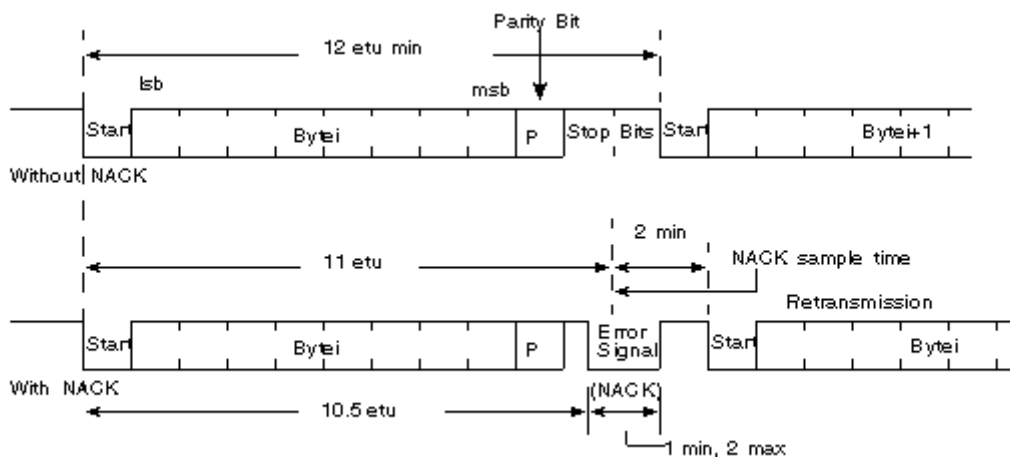 Parity Bit
12 etu min
lsb
msb
Start
Bytei
P
Stop Bits
Start
Bytei+1
Without NACK
2 min
11 etu
NACK sample time
Retransmission
Start
Bytei
P
Error
Signal
Start
Bytei
With NACK
(NACK)
10.5 etu
1 min, 2 max